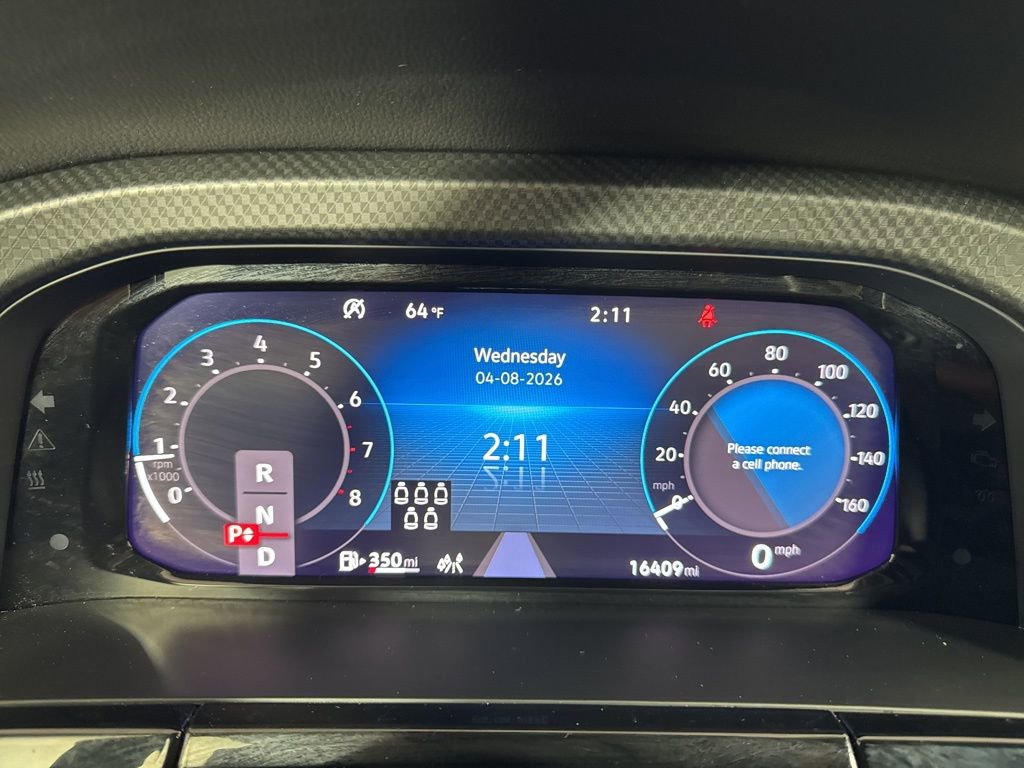 64 °F
2:11
Wednesday
04-08-2026
2:11
0
1
2
3
4
5
6
7
8
rpm
x1000
R
N
P
D
350 mi
16409 mi
0
20
40
60
80
100
120
140
160
mph
Please connect
a cell phone.
0 mph